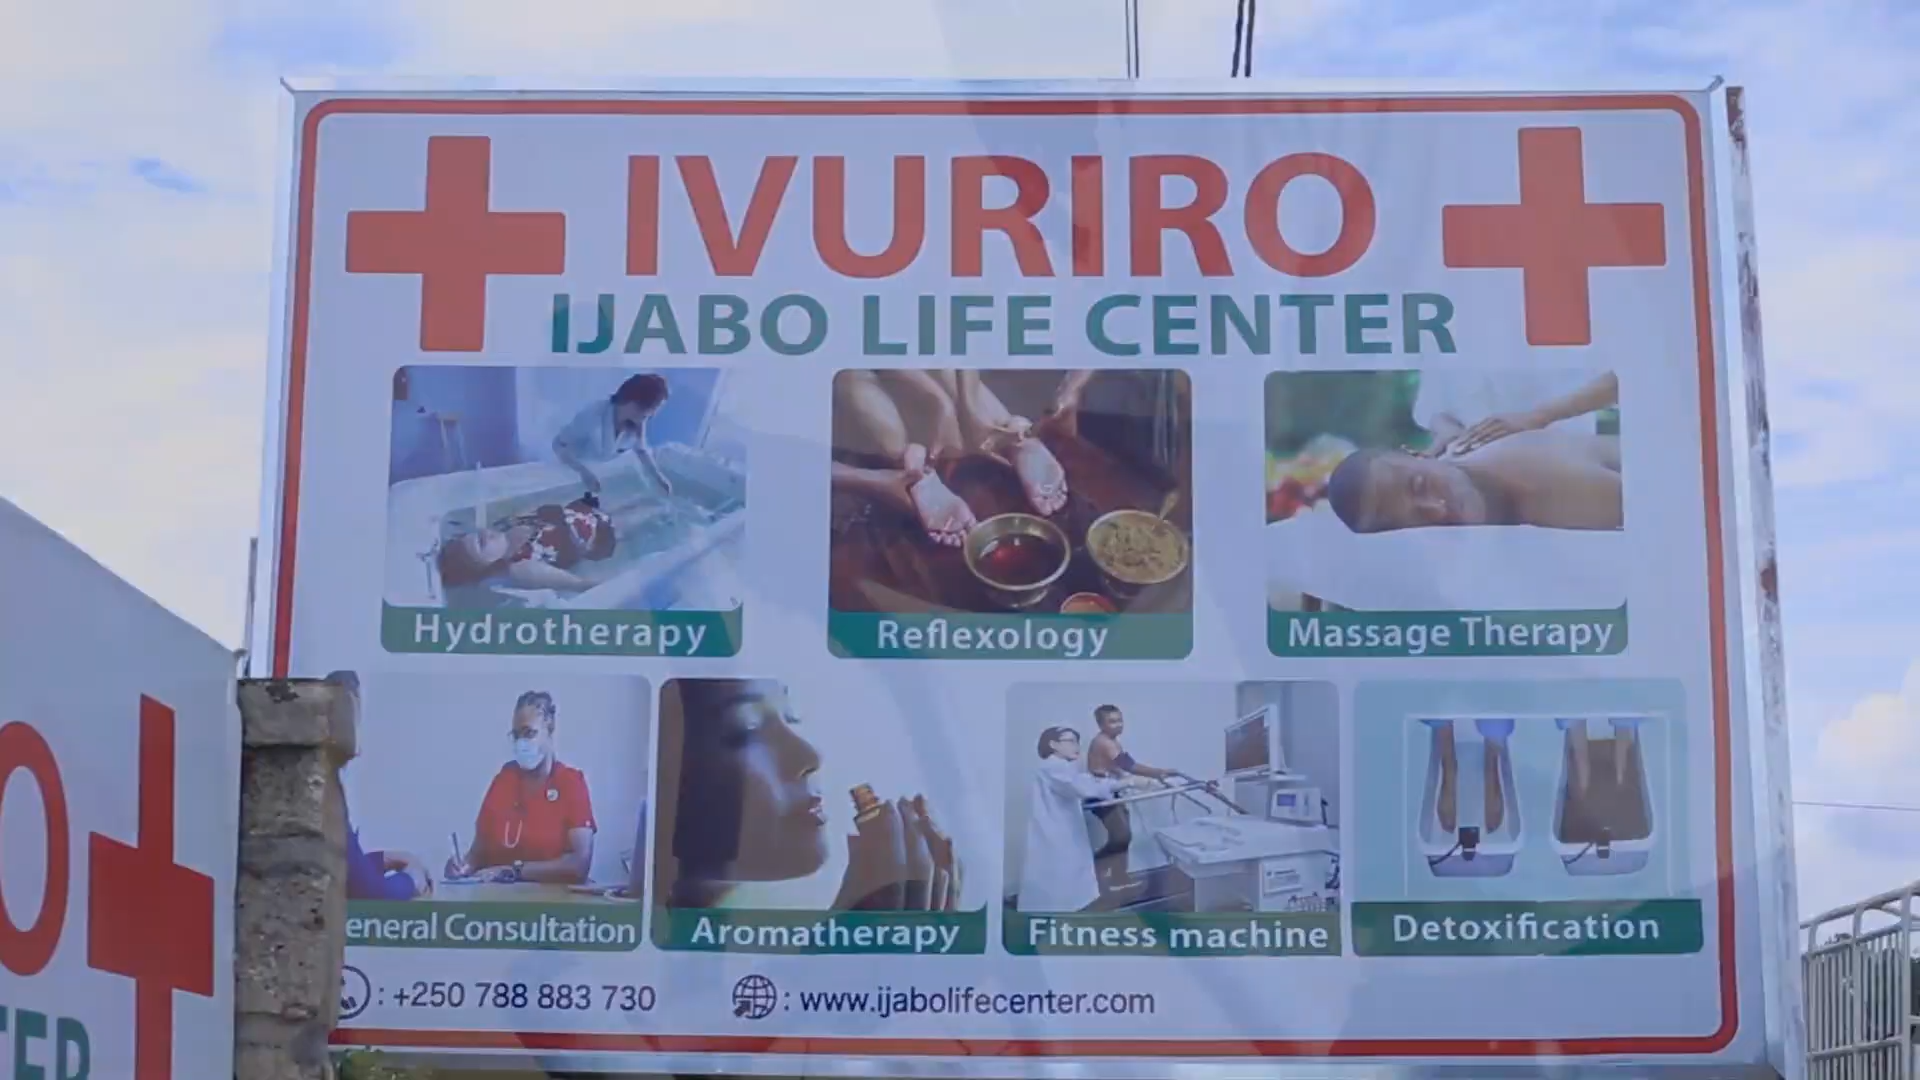 IVURIRO
IJABO LIFE CENTER
Hydrotherapy
Reflexology
Massage Therapy
eneral Consultation
Aromatherapy
Fitness machine
Detoxification
: +250 788 883 730
: www.ijabolifecenter.com
O
TER